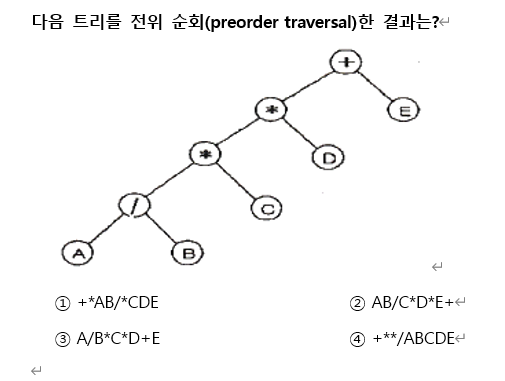 다음 트리를 전위 순회(preorder traversal)한 결과는?↵
+
* E
* D
/ C
A B
↵
① +*AB/*CDE ② AB/C*D*E+↵
③ A/B*C*D+E ④ +**/ABCDE↵
↵